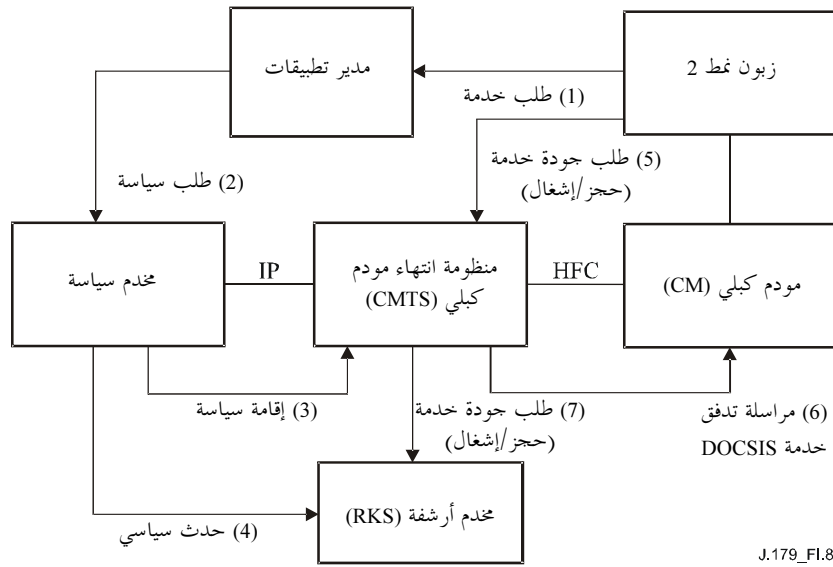 زبون نمط 2
مدير تطبيقات
(1) طلب خدمة
(5) طلب جودة خدمة
(حجز/إشغال)
(2) طلب سياسة
مخدم سياسة
IP
منظومة انتهاء مودم
كبلي (CMTS)
HFC
مودم كبلي (CM)
(3) إقامة سياسة
(7) طلب جودة خدمة
(حجز/إشغال)
(6) مراسلة تدفق
خدمة DOCSIS
(4) حدث سياسي
مخدم أرشفة (RKS)
J.179_FI.8